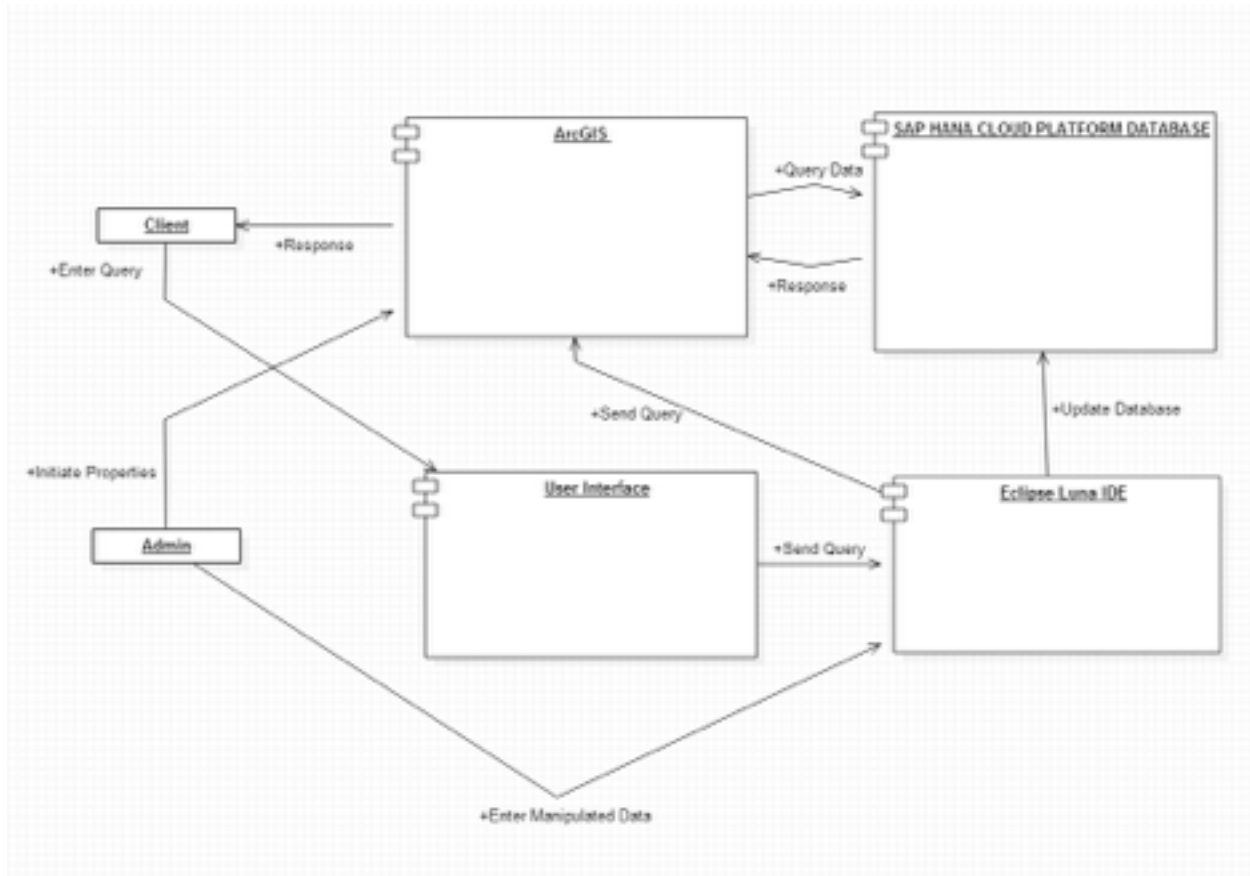 ArcGIS
SAP HANA CLOUD PLATFORM DATABASE
+Query Data
Client
+Response
+Enter Query
+Response
+Send Query
+Update Database
+Initiate Properties
User Interface
Eclipse Luna IDE
Admin
+Send Query
+Enter Manipulated Data